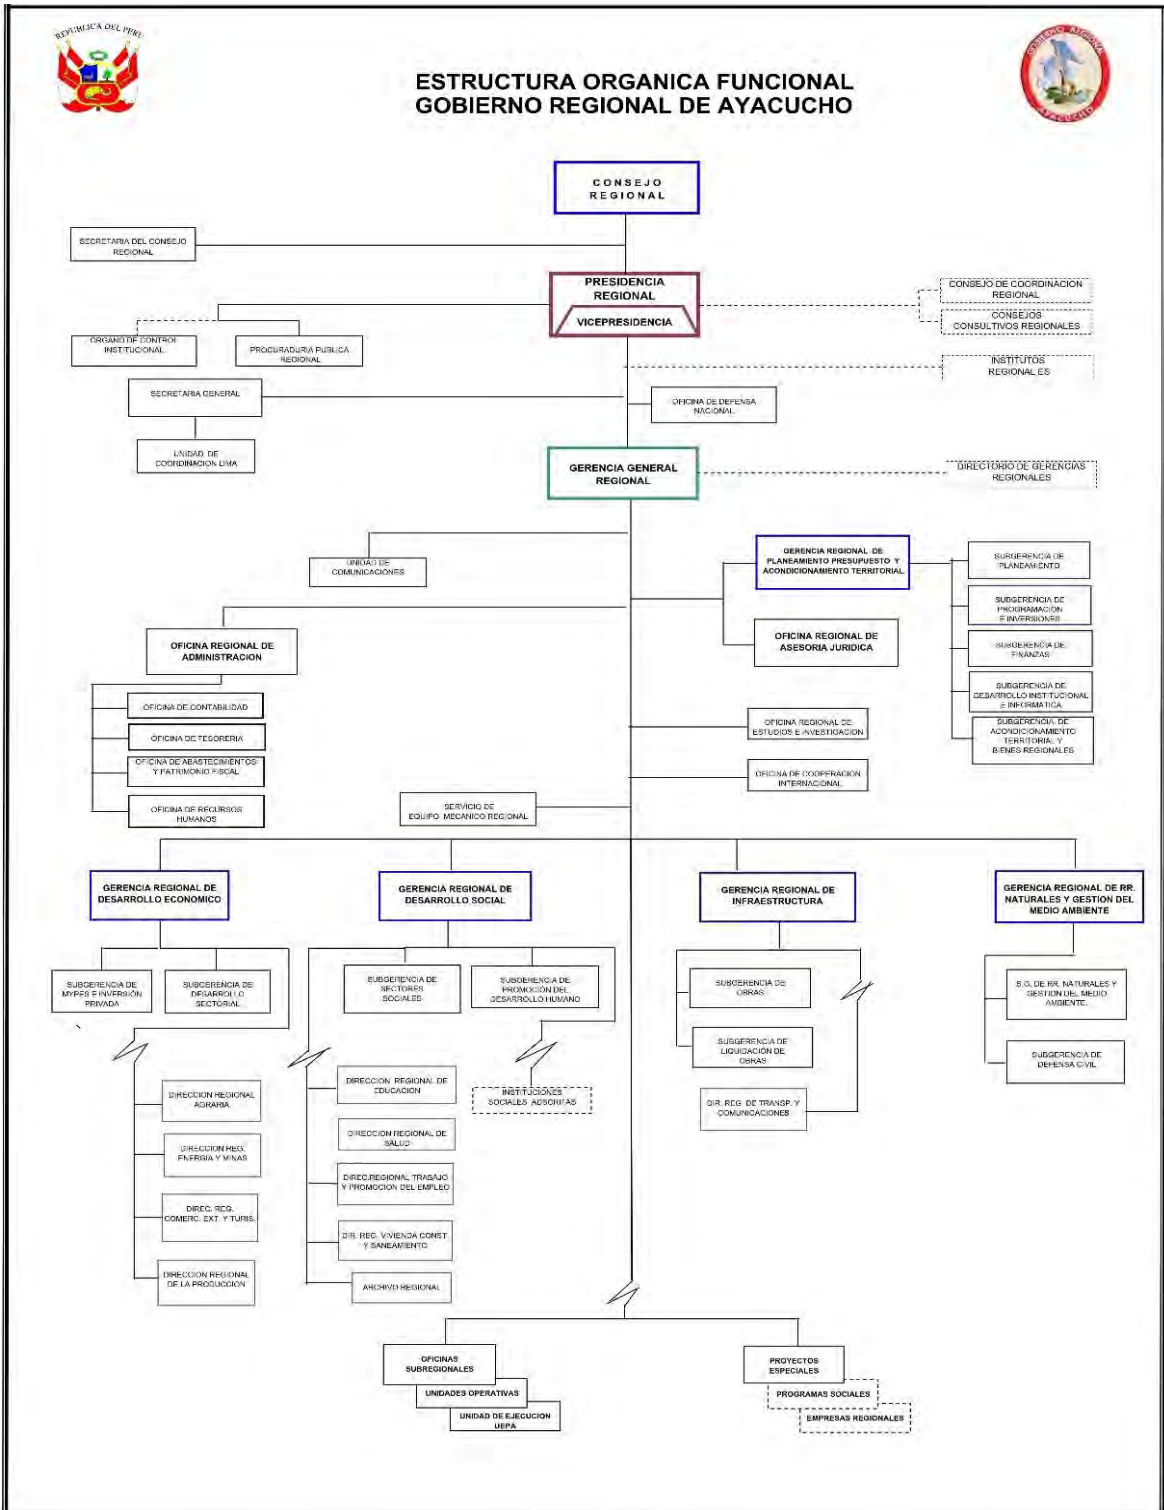 REPUBLICA DEL PERU
GOBIERNO REGIONAL
AYACUCHO
ESTRUCTURA ORGANICA FUNCIONAL
GOBIERNO REGIONAL DE AYACUCHO
CONSEJO
REGIONAL
SECRETARIA DEL CONSEJO
REGIONAL
PRESIDENCIA
REGIONAL
VICEPRESIDENCIA
CONSEJO DE COORDINACION
REGIONAL
CONSEJOS
CONSULTIVOS REGIONALES
ORGANO DE CONTROL
INSTITUCIONAL
PROCURADURIA PUBLICA
REGIONAL
INSTITUTOS
REGIONAL ES
SECRETARIA GENERAL
OFICINA DE DEFENSA
NACIONAL
UNIDAD DE
COORDINACION LIMA
GERENCIA GENERAL
REGIONAL
DIRECTORIO DE GERENCIAS
REGIONALES
UNIDAD DE
COMUNICACIONES
GERENCIA REGIONAL DE
PLANEAMIENTO PRESUPUESTO Y
ACONDICIONAMIENTO TERRITORIAL
SUBGERENCIA DE
PLANEAMIENTO
SUBGERENCIA DE
PROGRAMACION
E INVERSIONES
OFICINA REGIONAL DE
ASESORIA JURIDICA
SUBGERENCIA DE
FINANZAS
SUBGERENCIA DE
DESARROLLO INSTITUCIONAL
E INFORMATICA
SUBGERENCIA DE
ACONDICIONAMIENTO
TERRITORIAL Y
BIENES REGIONALES
OFICINA REGIONAL DE
ADMINISTRACION
OFICINA DE CONTABILIDAD
OFICINA DE TESORERIA
OFICINA DE ABASTECIMIENTOS
Y PATRIMONIO FISCAL
OFICINA DE RECURSOS
HUMANOS
OFICINA REGIONAL DE
ESTUDIOS E INVESTIGACION
OFICINA DE COOPERACION
INTERNACIONAL
SERVICIO DE
EQUIPO MECANICO REGIONAL
GERENCIA REGIONAL DE
DESARROLLO ECONOMICO
GERENCIA REGIONAL DE
DESARROLLO SOCIAL
GERENCIA REGIONAL DE
INFRAESTRUCTURA
GERENCIA REGIONAL DE RR.
NATURALES Y GESTION DEL
MEDIO AMBIENTE
SUBGERENCIA DE
MYPES E INVERSIÓN
PRIVADA
SUBGERENCIA DE
DESARROLLO
SECTORIAL
SUBGERENCIA DE
SECTORES
SOCIALES
SUBGERENCIA DE
PROMOCIÓN DEL
DESARROLLO HUMANO
SUBGERENCIA DE
OBRAS
S.G. DE RR. NATURALES Y
GESTION DEL MEDIO
AMBIENTE.
SUBGERENCIA DE
LIQUIDACIÓN DE
OBRAS
SUBGERENCIA DE
DEFENSA CIVIL
DIRECCION REGIONAL
AGRARIA
DIRECCION REGIONAL DE
EDUCACION
INSTITUCIONES
SOCIALES ADSCRITAS
DIR. REG. DE TRANSP. Y
COMUNICACIONES
DIRECCION REG.
ENERGIA Y MINAS
DIRECCION REGIONAL DE
SALUD
DIREC.REGIONAL TRABAJO
Y PROMOCION DEL EMPLEO
DIREC. REG.
COMERC. EXT. Y TURIS.
DIR. REG. VIVIENDA CONST.
Y SANEAMIENTO
DIRECCION REGIONAL
DE LA PRODUCCION
ARCHIVO REGIONAL
OFICINAS
SUBREGIONALES
UNIDADES OPERATIVAS
UNIDAD DE EJECUCION
UEPA
PROYECTOS
ESPECIALES
PROGRAMAS SOCIALES
EMPRESAS REGIONALES